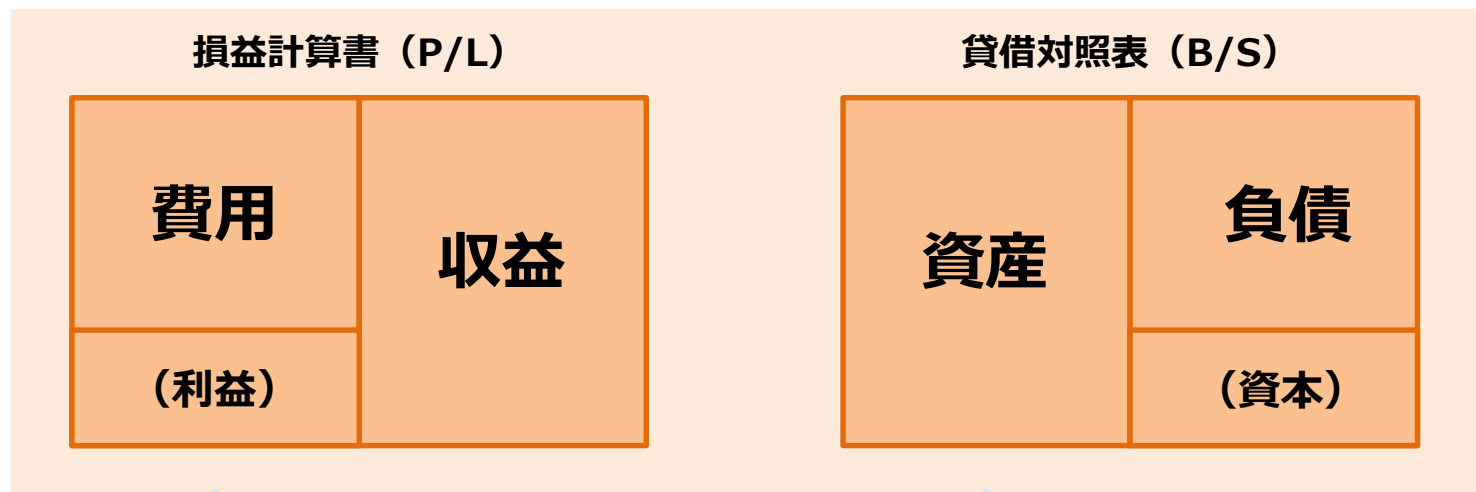 損益計算書（P/L）
費用
収益
（利益）
貸借対照表（B/S）
資産
負債
（資本）